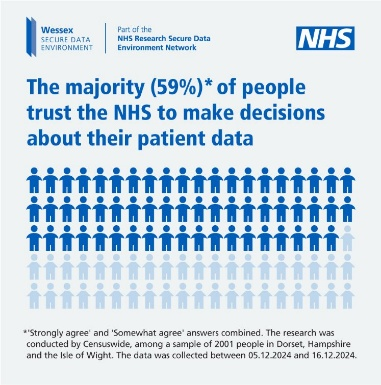 Wessex
SECURE DATA
ENVIRONMENT
Part of the
NHS Research Secure Data
Environment Network
NHS
The majority (59%)* of people
trust the NHS to make decisions
about their patient data
*'Strongly agree' and 'Somewhat agree' answers combined. The research was
conducted by Censuswide, among a sample of 2001 people in Dorset, Hampshire
and the Isle of Wight. The data was collected between 05.12.2024 and 16.12.2024.